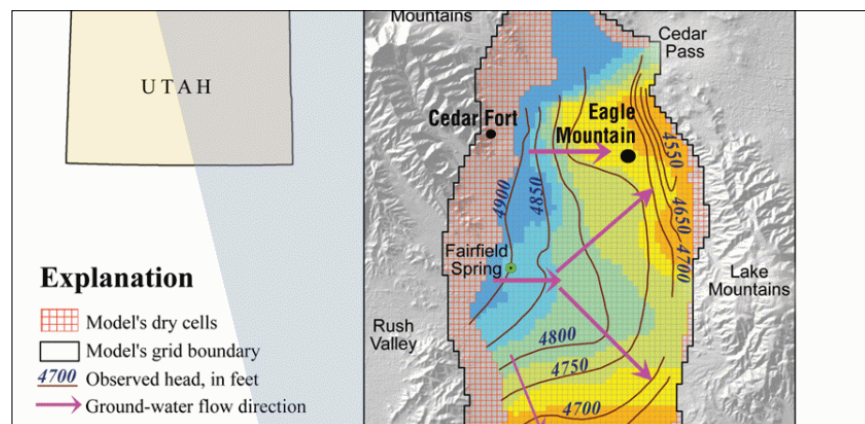 UTAH
Explanation
Model's dry cells
Model's grid boundary
4700 Observed head, in feet
Ground-water flow direction
Mountains
Cedar
Pass
Cedar Fort
Eagle
Mountain
4550
4900
4850
4650
4700
Fairfield
Spring
Lake
Mountains
Rush
Valley
4800
4750
4700